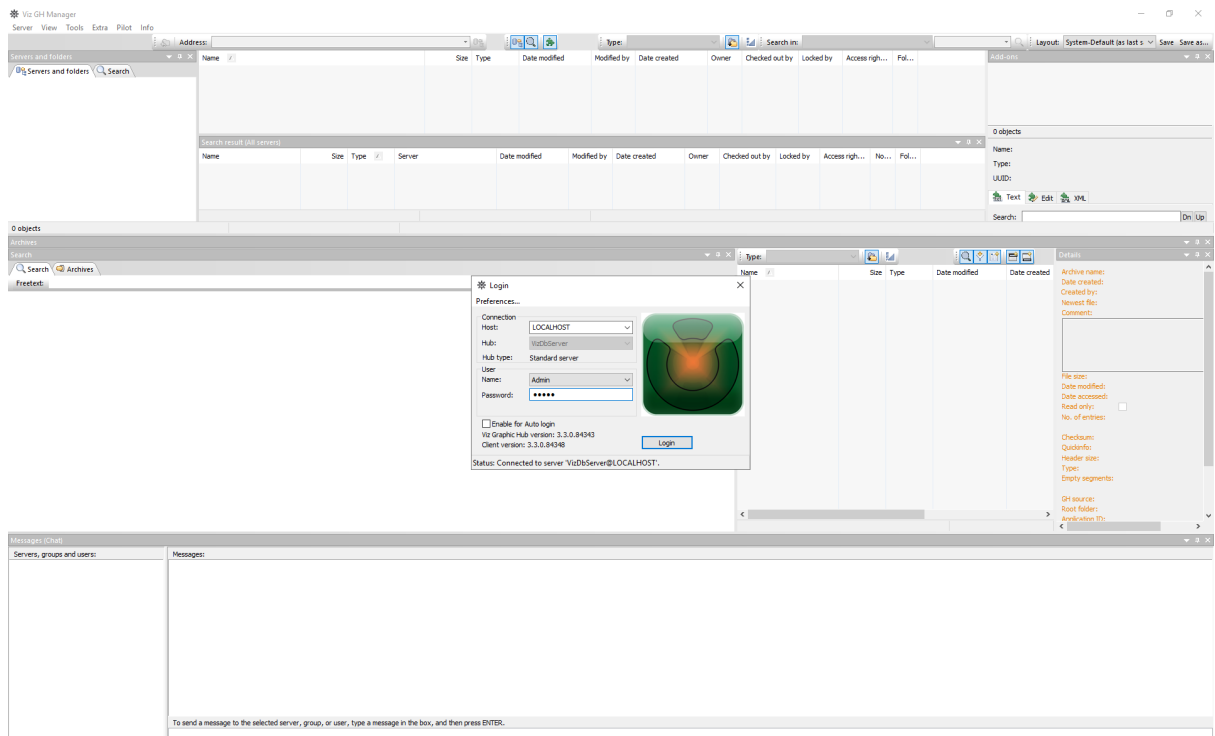 Viz GH Manager
Server View Tools Extra Pilot Info
Address: Type: Search in: Layout: System-Default (as last s Save Save as...
Servers and folders
Servers and folders Search
Name Size Type Date modified Modified by Date created Owner Checked out by Locked by Access righ... Fol...
Add-ons
0 objects
Name:
Type:
UUID:
Text Edit XML
Search: Dn Up
Search result (All servers)
Name Size Type Server Date modified Modified by Date created Owner Checked out by Locked by Access righ... No... Fol...
0 objects
Archives
Search
Search Archives
Freetext:
Type:
Name Size Type Date modified Date created
Details
Archive name:
Date created:
Created by:
Newest file:
Comment:
File size:
Date modified:
Date accessed:
Read only:
No. of entries:
Checksum:
Quickinfo:
Header size:
Type:
Empty segments:
GH source:
Root folder:
Application ID:
Login
Preferences...
Connection
Host: LOCALHOST
Hub: VizDbServer
Hub type: Standard server
User
Name: Admin
Password: •••••
Enable for Auto login
Viz Graphic Hub version: 3.3.0.84343
Client version: 3.3.0.84348
Login
Status: Connected to server 'VizDbServer@LOCALHOST'.
Messages (Chat)
Servers, groups and users:
Messages:
To send a message to the selected server, group, or user, type a message in the box, and then press ENTER.